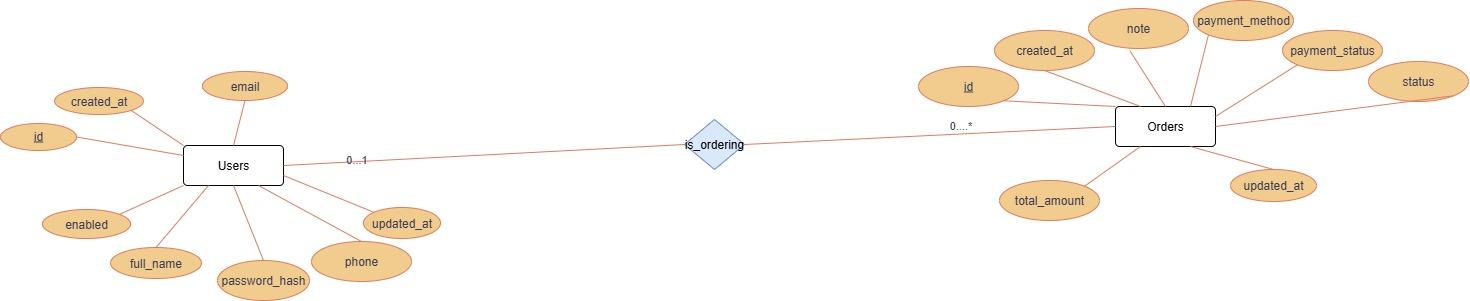 email
created_at
id
Users
enabled
full_name
password_hash
phone
updated_at
0...1
is_ordering
0....*
id
created_at
note
payment_method
payment_status
status
Orders
total_amount
updated_at